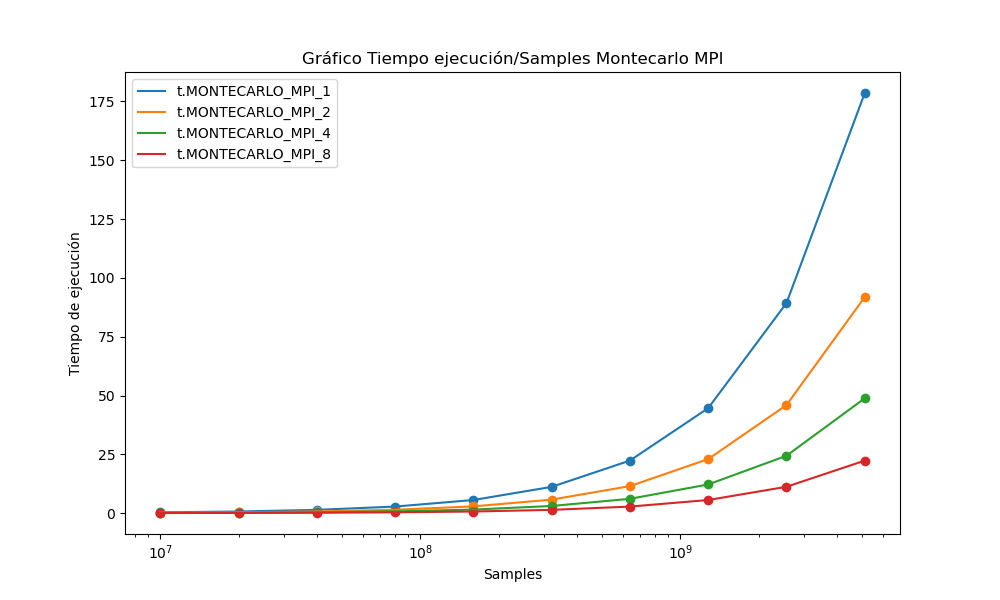 Gráfico Tiempo ejecución/Samples Montecarlo MPI
t.MONTECARLO_MPI_1
t.MONTECARLO_MPI_2
t.MONTECARLO_MPI_4
t.MONTECARLO_MPI_8
Tiempo de ejecución
175
150
125
100
75
50
25
0
10⁷ 10⁸ 10⁹
Samples